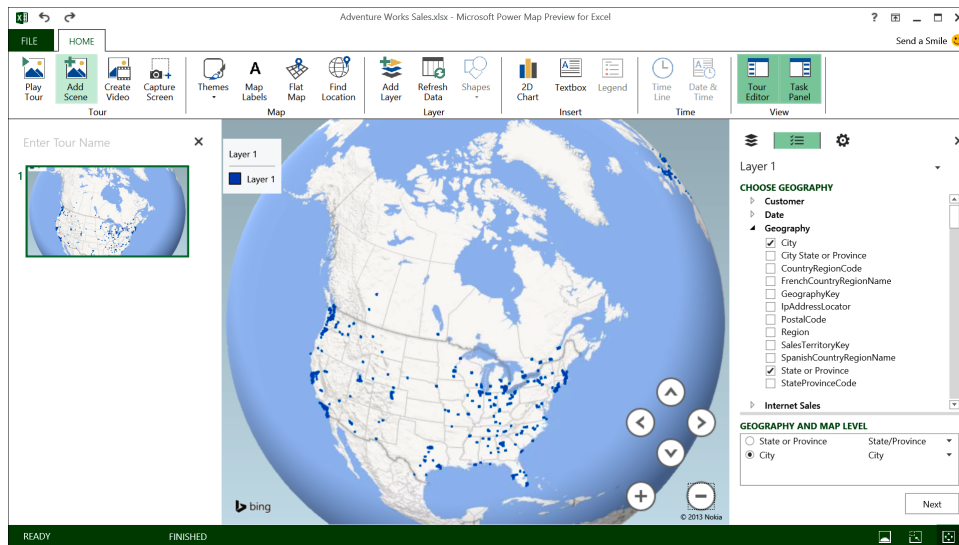 Adventure Works Sales.xlsx - Microsoft Power Map Preview for Excel
?
FILE
HOME
Send a Smile
Play Tour
Add Scene
Create Video
Capture Screen
Themes
Map Labels
Flat Map
Find Location
Add Layer
Refresh Data
Shapes
2D Chart
Textbox
Legend
Time Line
Date & Time
Tour Editor
Task Panel
Tour
Map
Layer
Insert
Time
View
Enter Tour Name
1
Layer 1
Layer 1
bing
© 2013 Nokia
Layer 1
CHOOSE GEOGRAPHY
Customer
Date
Geography
City
City State or Province
CountryRegionCode
FrenchCountryRegionName
GeographyKey
IpAddressLocator
PostalCode
Region
SalesTerritoryKey
SpanishCountryRegionName
State or Province
StateProvinceCode
Internet Sales
GEOGRAPHY AND MAP LEVEL
State or Province State/Province
City City
Next
READY
FINISHED